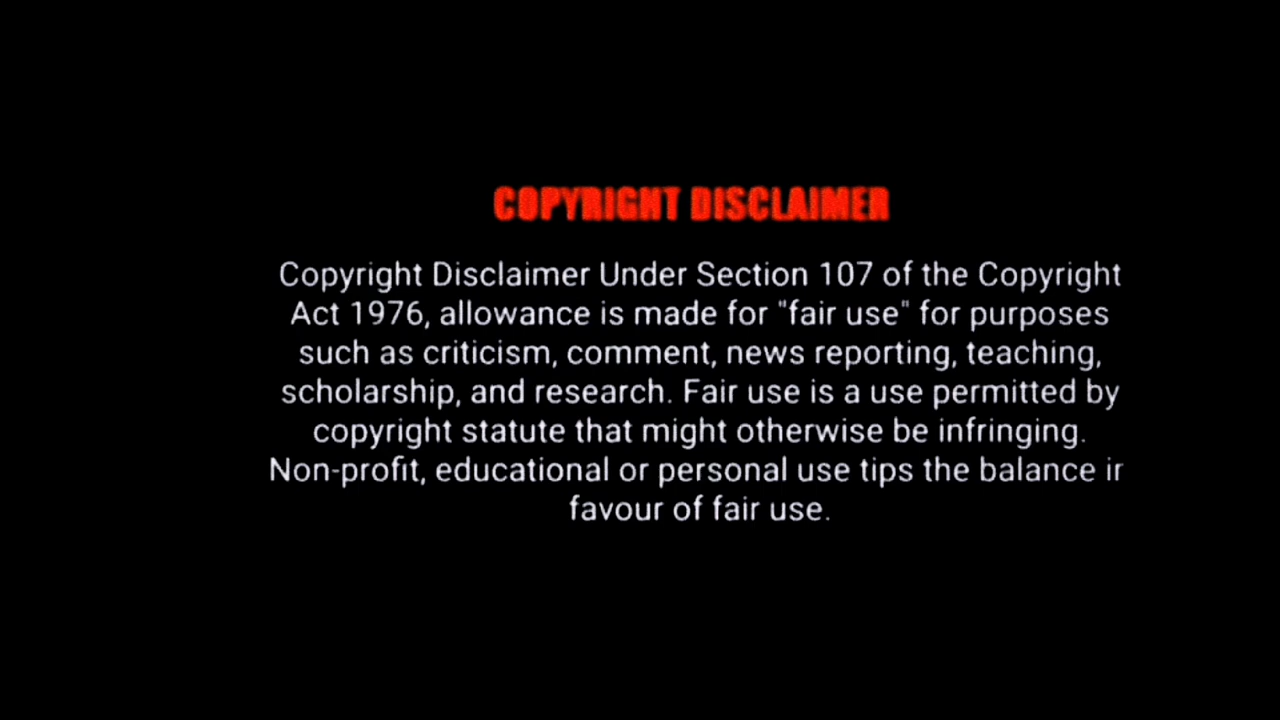 COPYRIGHT DISCLAIMER
Copyright Disclaimer Under Section 107 of the Copyright
Act 1976, allowance is made for "fair use" for purposes
such as criticism, comment, news reporting, teaching,
scholarship, and research. Fair use is a use permitted by
copyright statute that might otherwise be infringing.
Non-profit, educational or personal use tips the balance ir
favour of fair use.